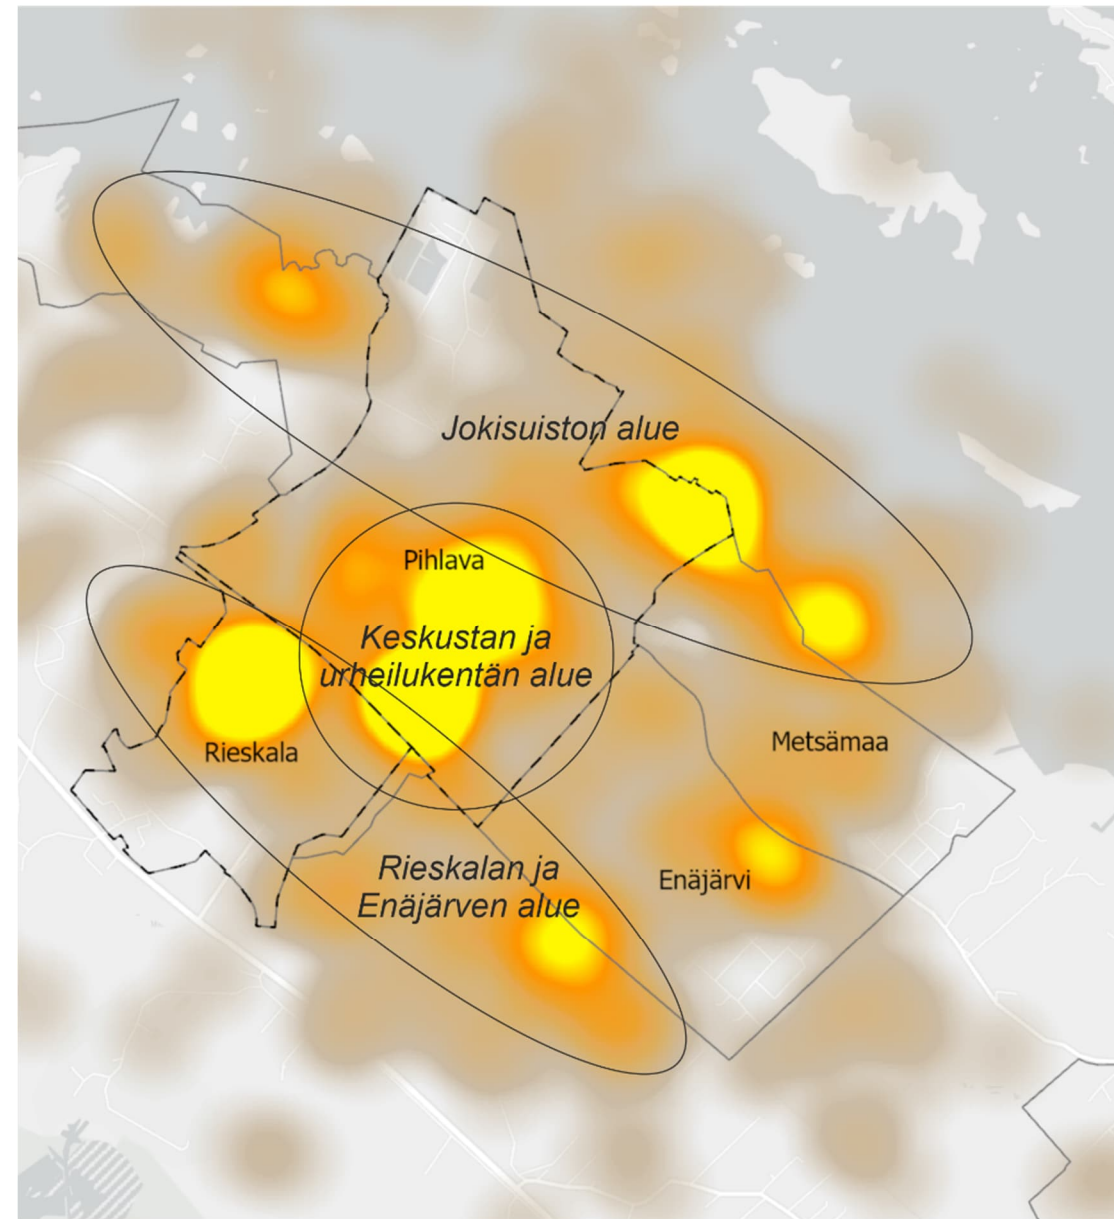 Jokisuiston alue
Pihlava
Keskustan ja
urheilukentän alue
Rieskala
Metsämaa
Rieskalan ja
Enäjärven alue
Enäjärvi